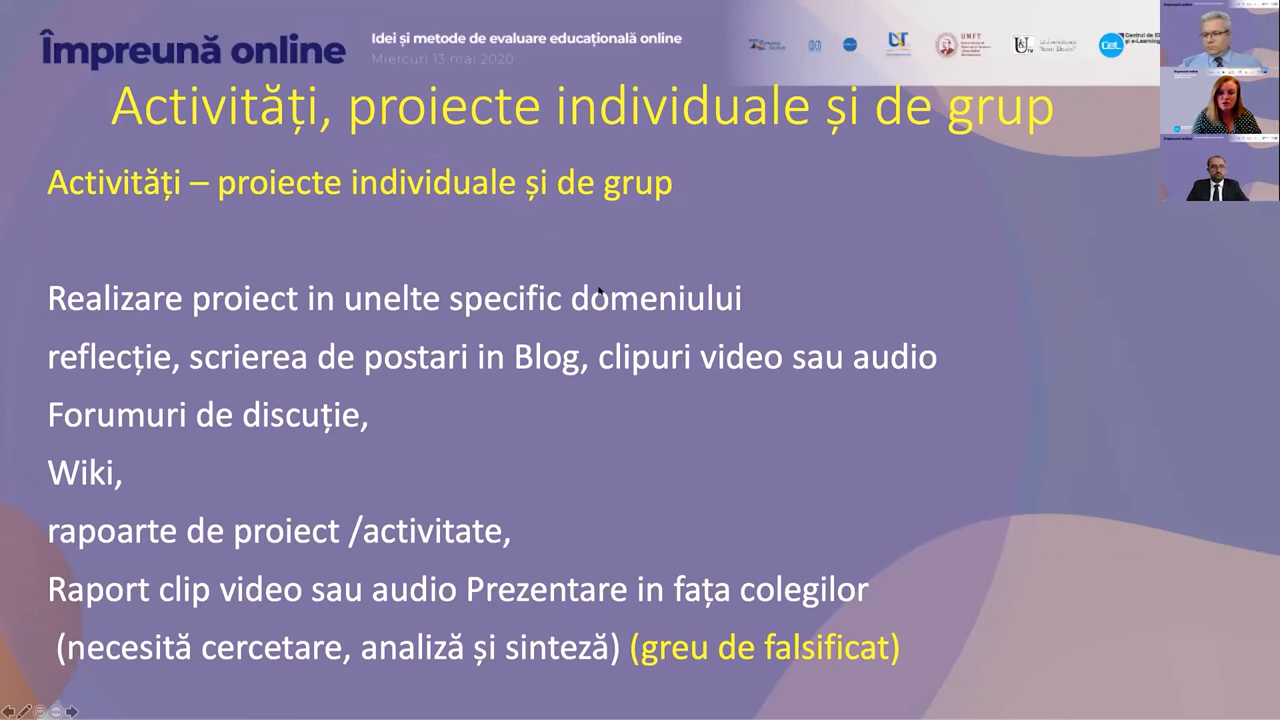 Împreună online
Idei și metode de evaluare educațională online
Miercuri 13 mai 2020
Activități, proiecte individuale și de grup
Activități – proiecte individuale și de grup
Realizare proiect in unelte specific domeniului
reflecție, scrierea de postari in Blog, clipuri video sau audio
Forumuri de discuție,
Wiki,
rapoarte de proiect /activitate,
Raport clip video sau audio Prezentare in fața colegilor
(necesită cercetare, analiză și sinteză) (greu de falsificat)